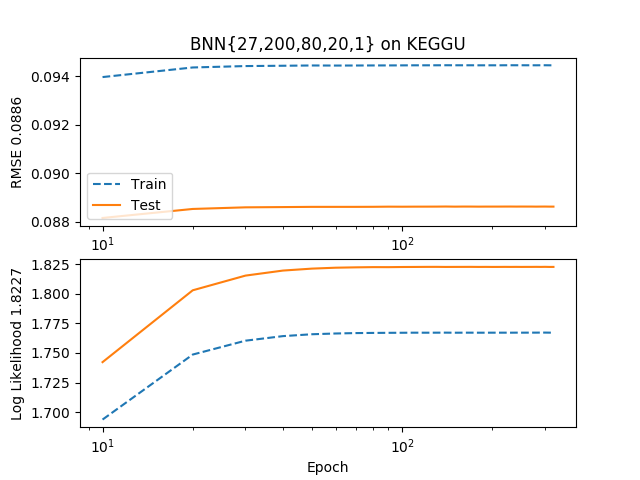 BNN{27,200,80,20,1} on KEGGU
RMSE 0.0886
0.094
0.092
0.090
0.088
Train
Test
10¹
10²
Log Likelihood 1.8227
1.825
1.800
1.775
1.750
1.725
1.700
10¹
10²
Epoch